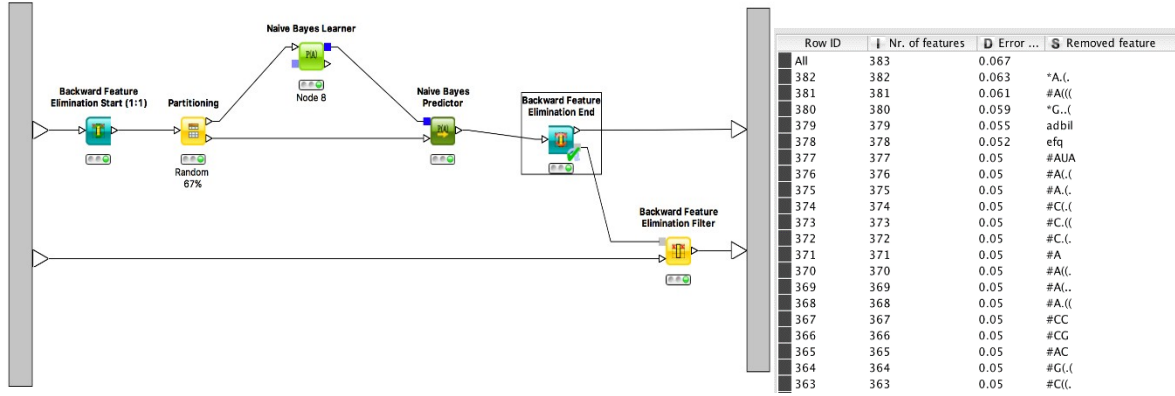 Naive Bayes Learner
P(A)
Node 8
Backward Feature
Elimination Start (1:1)
Partitioning
Random
67%
Naive Bayes
Predictor
P(A)
Backward Feature
Elimination End
Backward Feature
Elimination Filter
Row ID I Nr. of features D Error ... S Removed feature
All 383 0.067
382 382 0.063 *A.(.
381 381 0.061 #A(((
380 380 0.059 *G..(
379 379 0.055 adbil
378 378 0.052 efq
377 377 0.05 #AUA
376 376 0.05 #A(.(
375 375 0.05 #A.(.
374 374 0.05 #C(.(
373 373 0.05 #C.((
372 372 0.05 #C.(.
371 371 0.05 #A
370 370 0.05 #A((.
369 369 0.05 #A(..
368 368 0.05 #A.((
367 367 0.05 #CC
366 366 0.05 #CG
365 365 0.05 #AC
364 364 0.05 #G(.(
363 363 0.05 #C((.